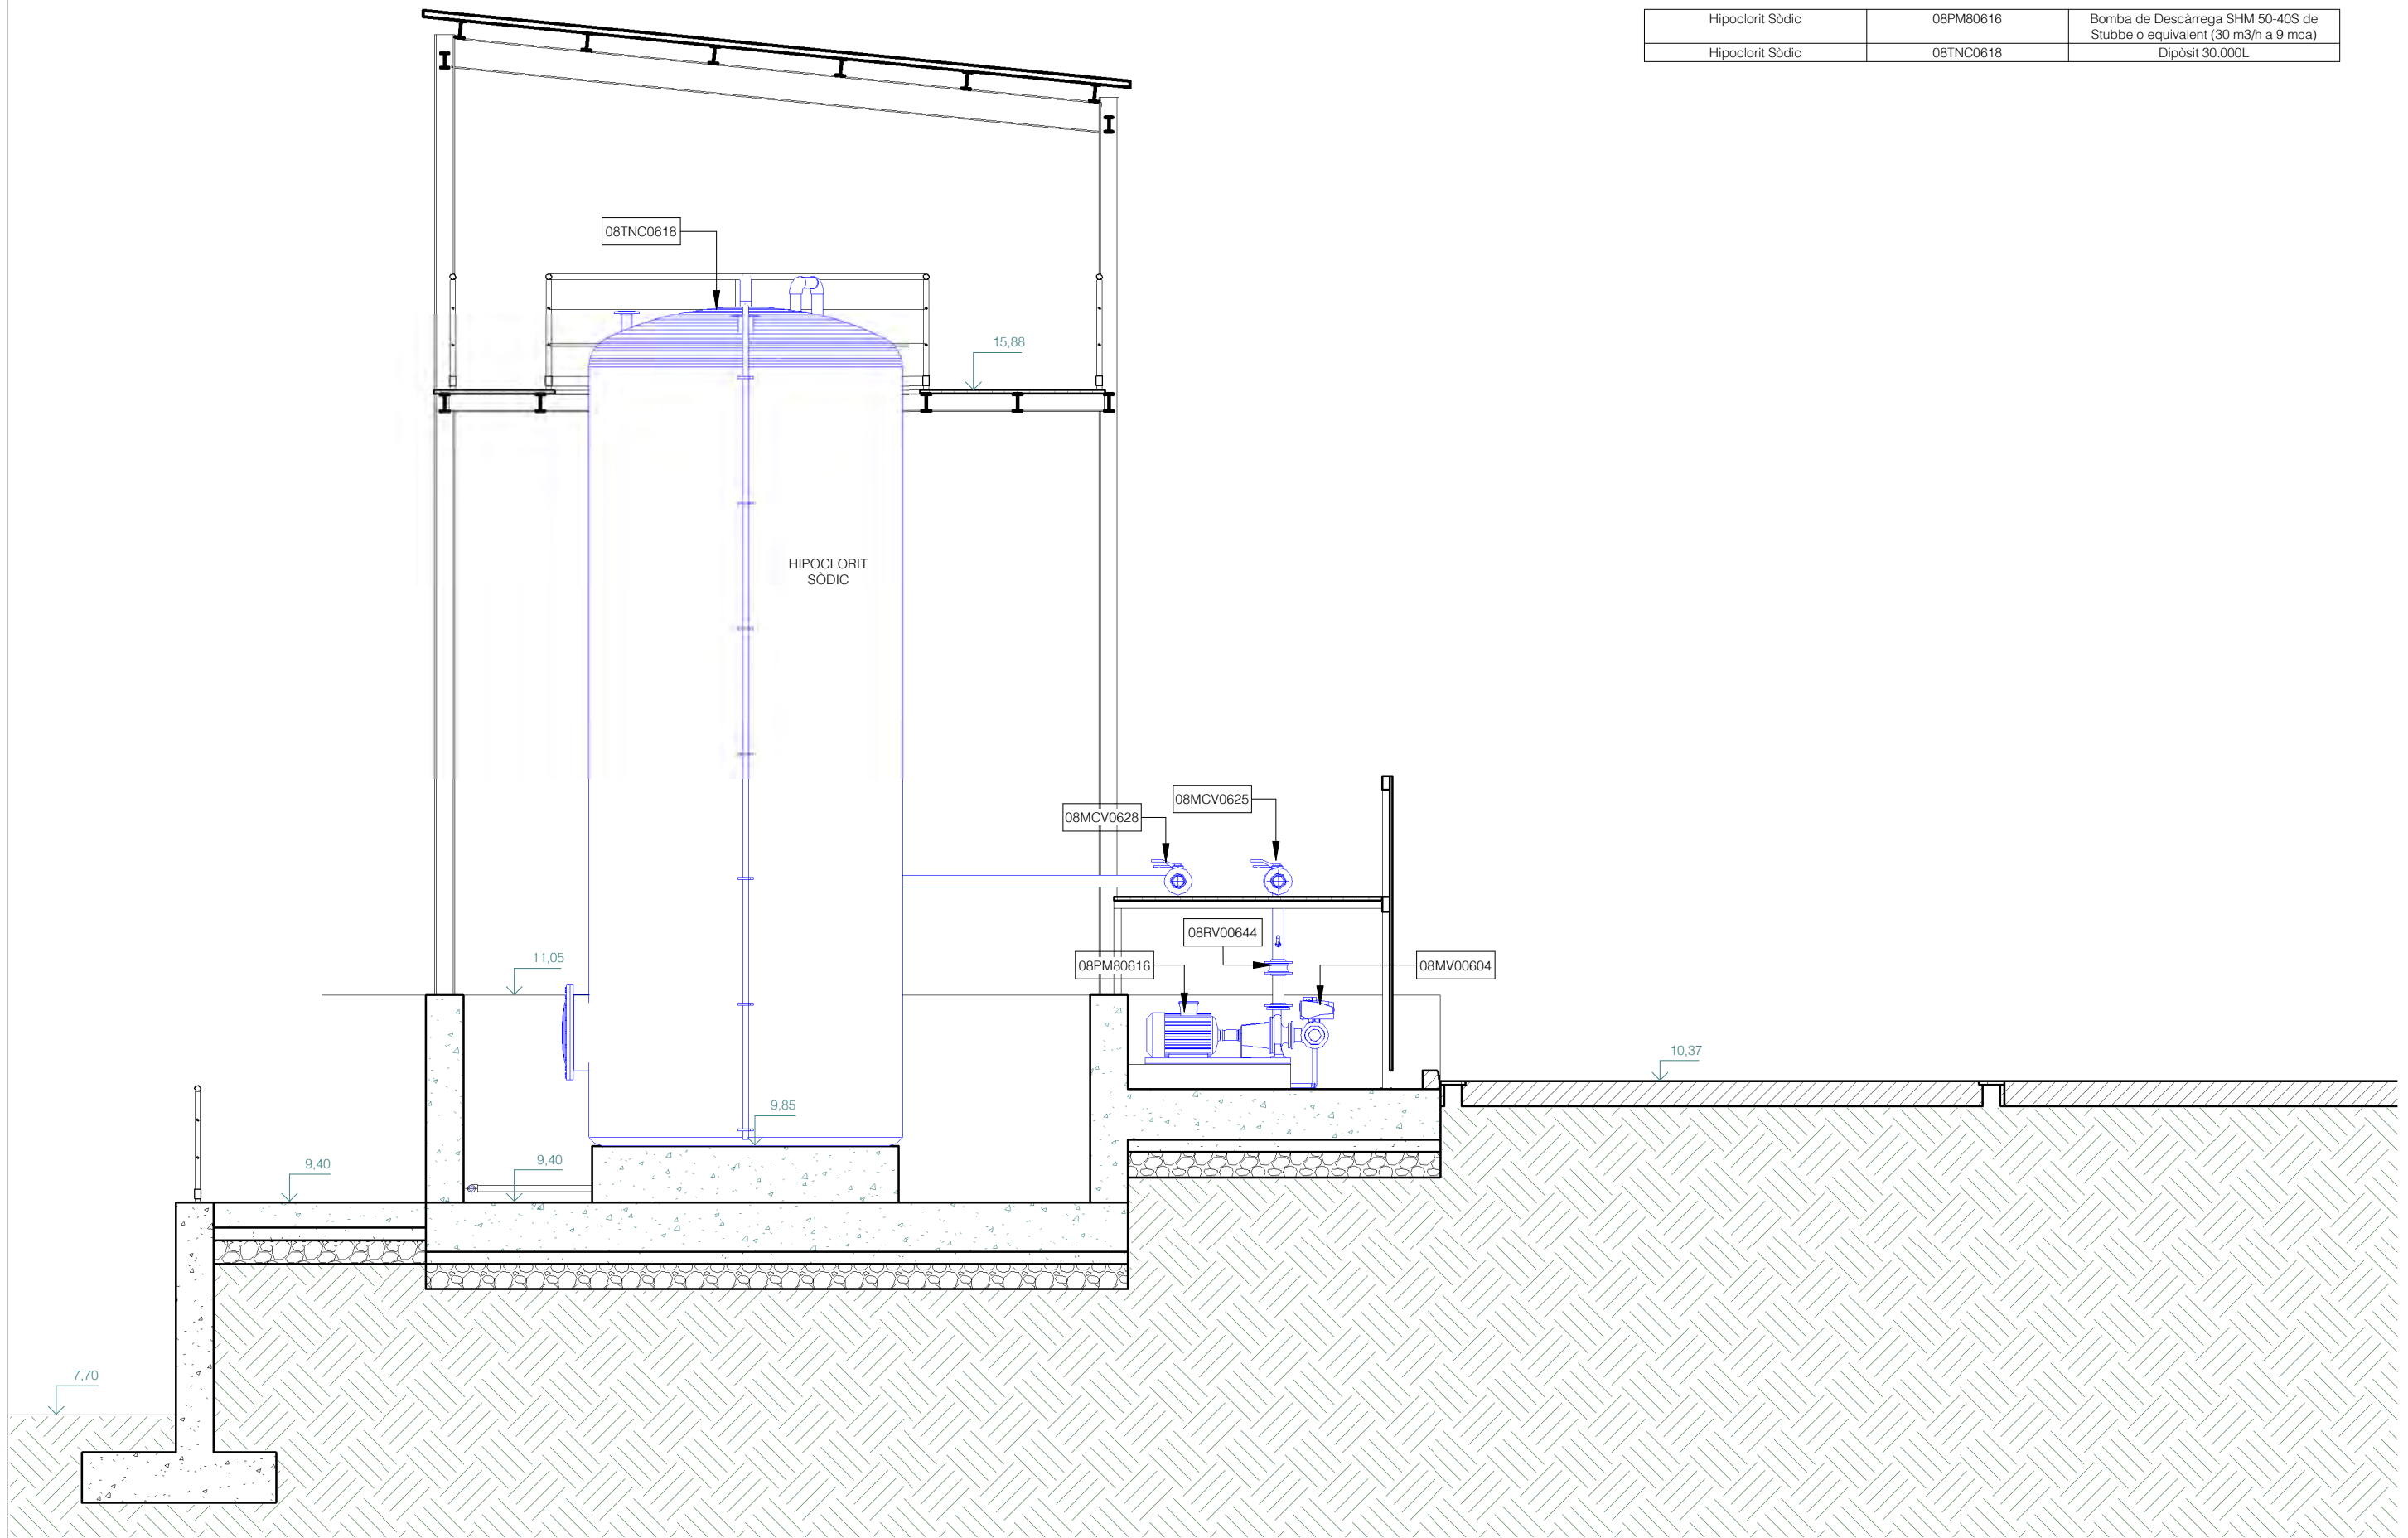 Hipoclorit Sòdic 08PM80616 Bomba de Descàrrega SHM 50-40S de
Stubbe o equivalent (30 m3/h a 9 mca)
Hipoclorit Sòdic 08TNC0618 Dipòsit 30.000L
08TNC0618
15,88
HIPOCLORIT
SÒDIC
08MCV0625
08MCV0628
08RV00644
08PM80616
08MV00604
11,05
10,37
9,85
9,40
9,40
7,70